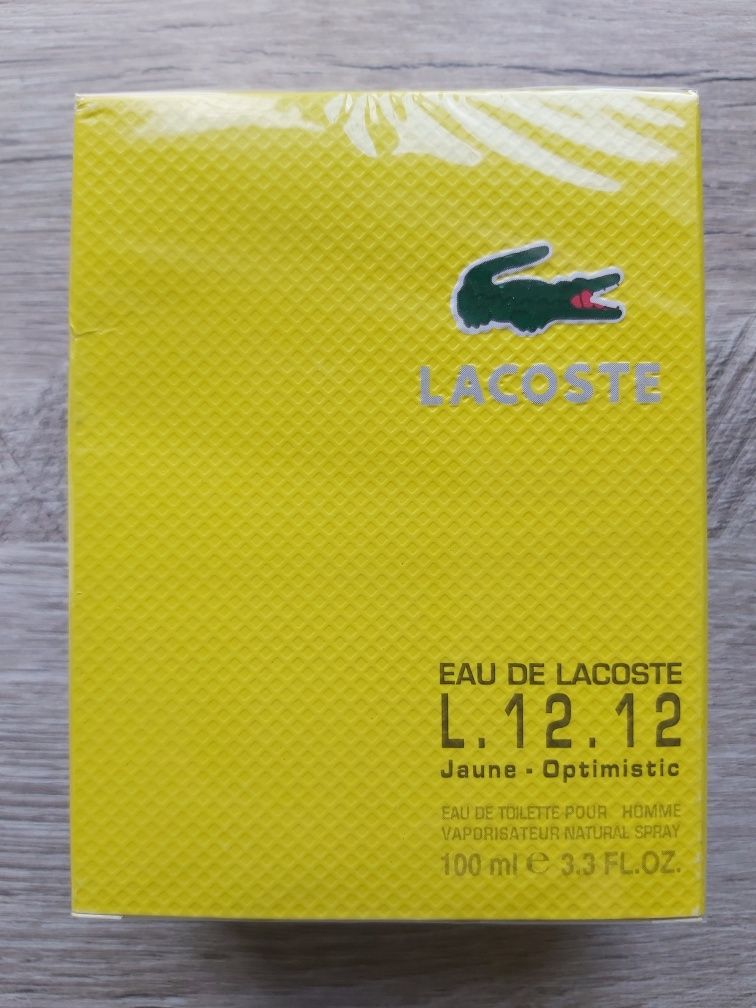 LACOSTE
EAU DE LACOSTE
L.12.12
Jaune - Optimistic
EAU DE TOILETTE POUR HOMME
VAPORISATEUR NATURAL SPRAY
100 ml ℮ 3.3 FL.OZ.